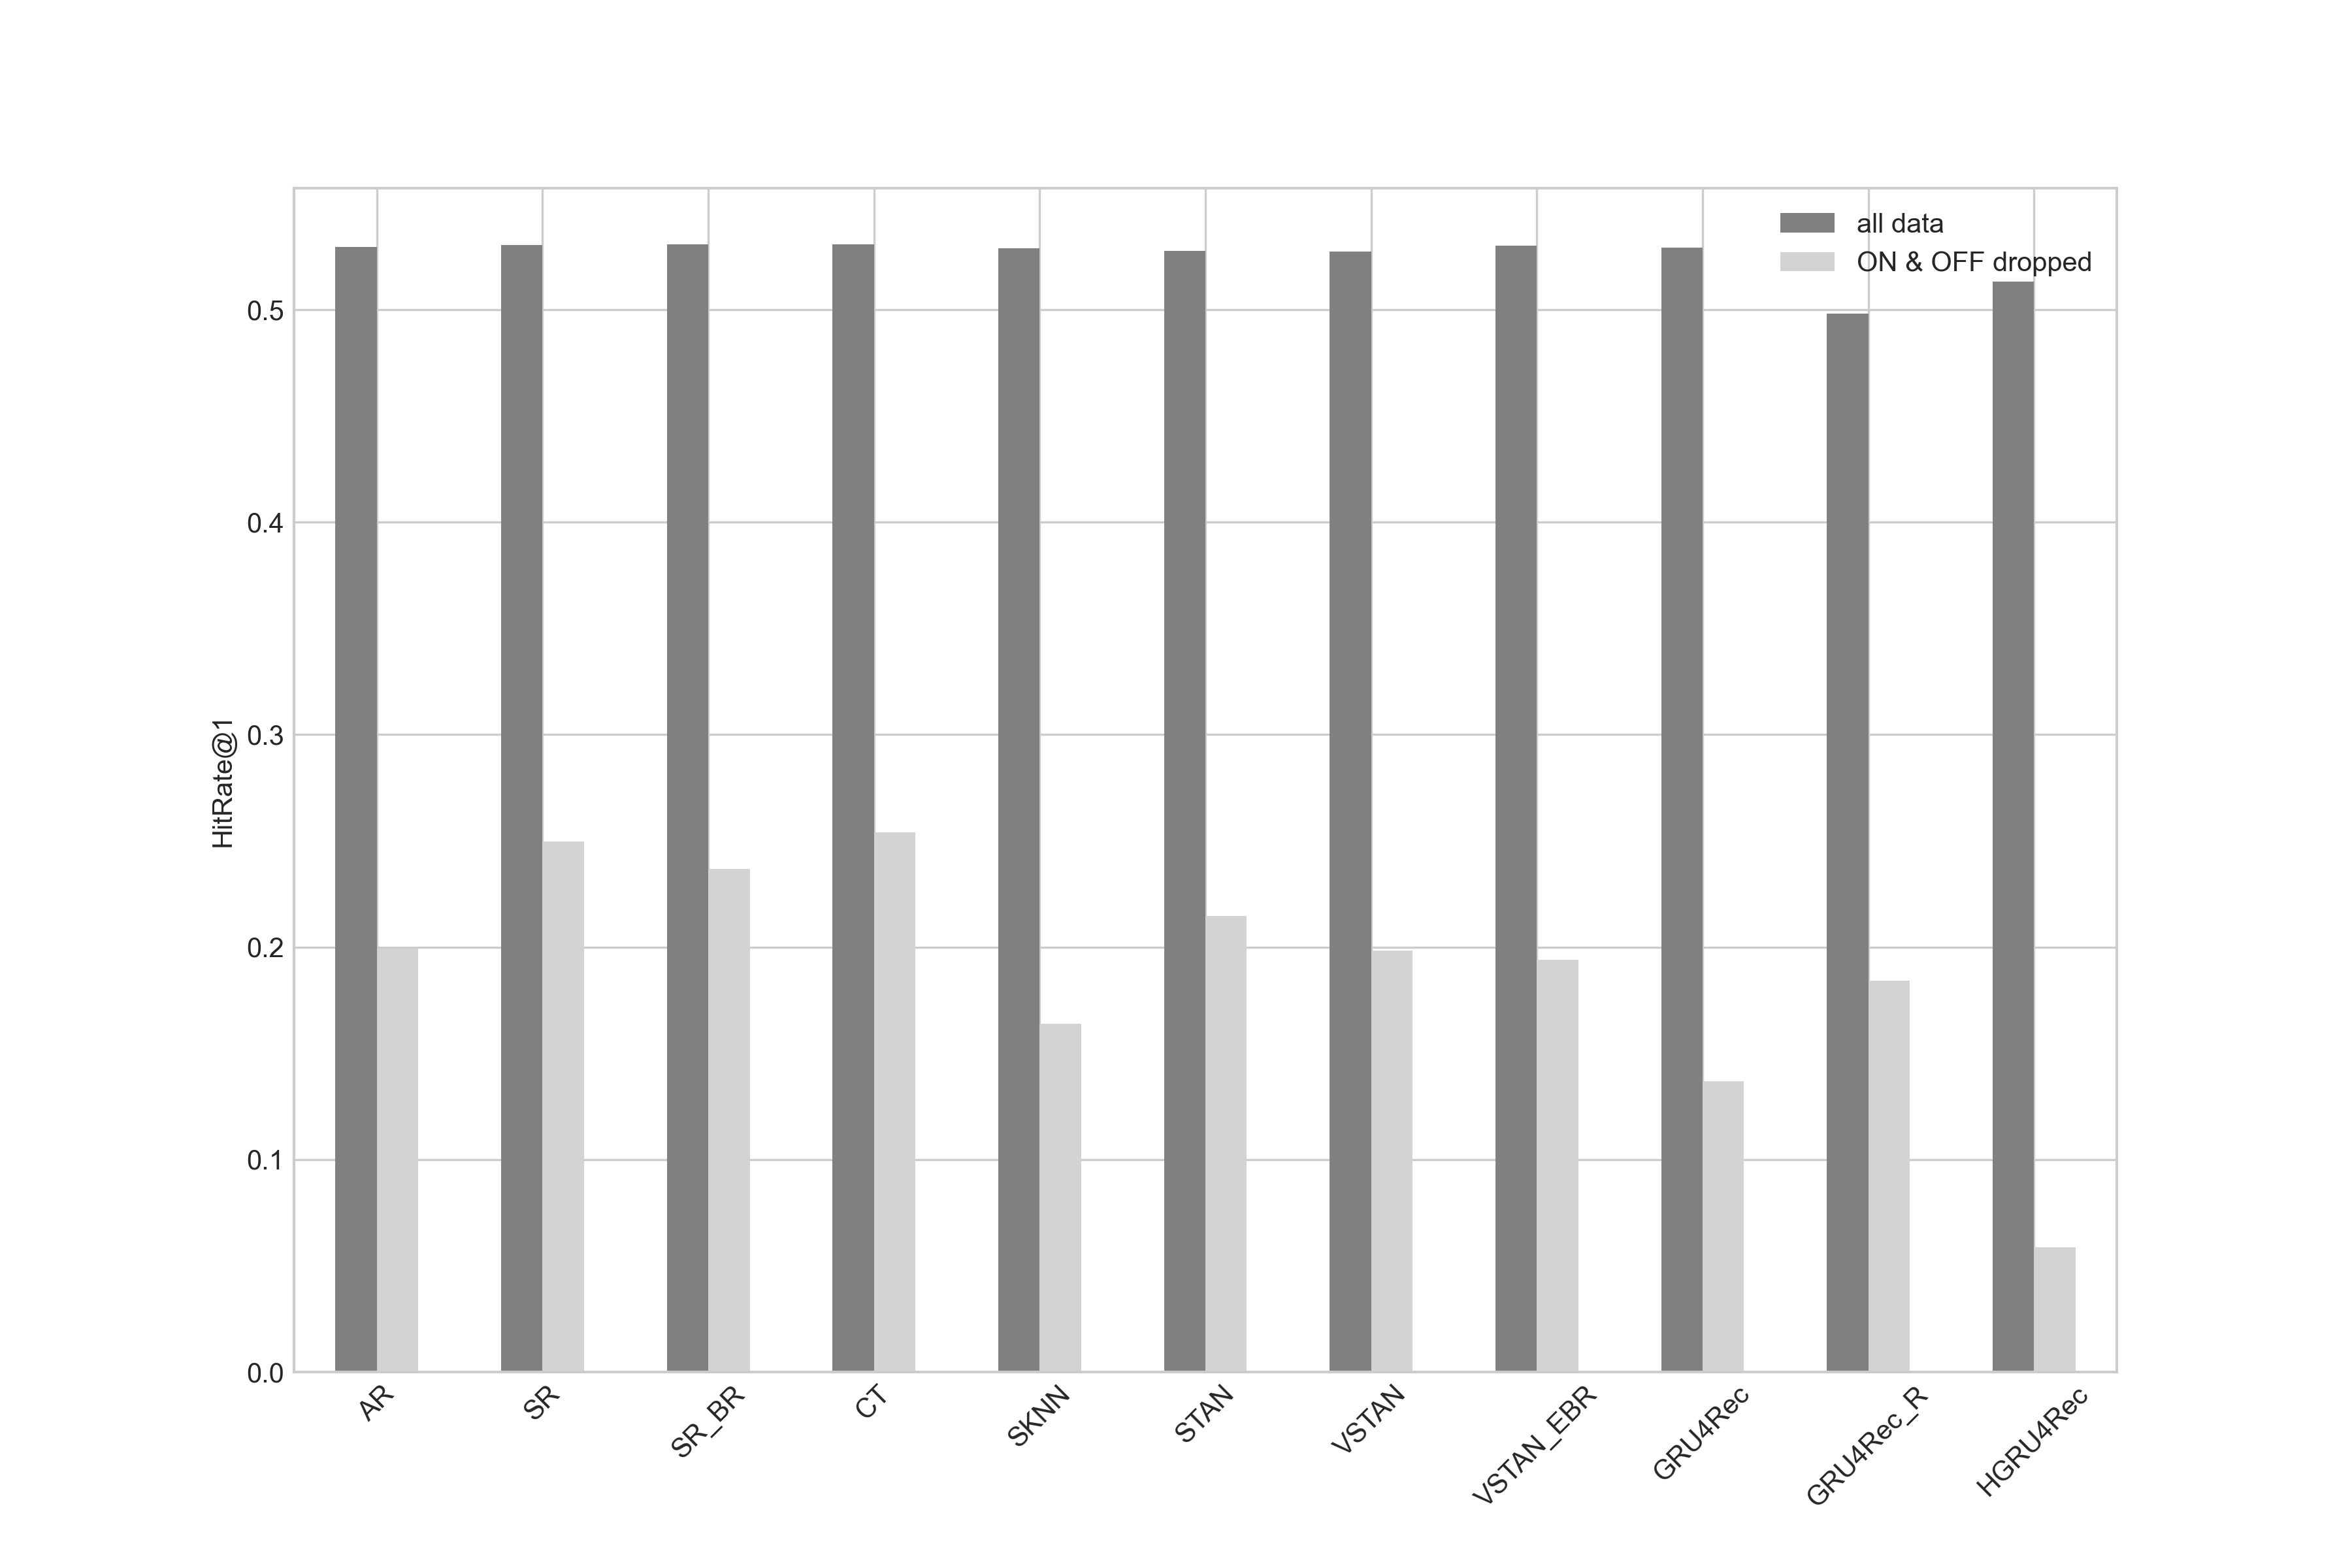 all data
ON & OFF dropped
HitRate@1
0.5
0.4
0.3
0.2
0.1
0.0
AR
SR
SR_BR
CT
SKNN
STAN
VSTAN
VSTAN_EBR
GRU4Rec
GRU4Rec_R
HGRU4Rec